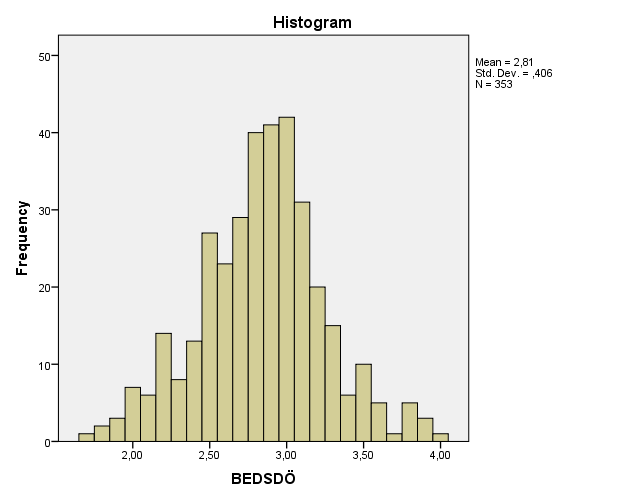 Histogram
Mean = 2,81
Std. Dev. = ,406
N = 353
50
40
30
20
10
0
Frequency
2,00 2,50 3,00 3,50 4,00
BEDSDÖ